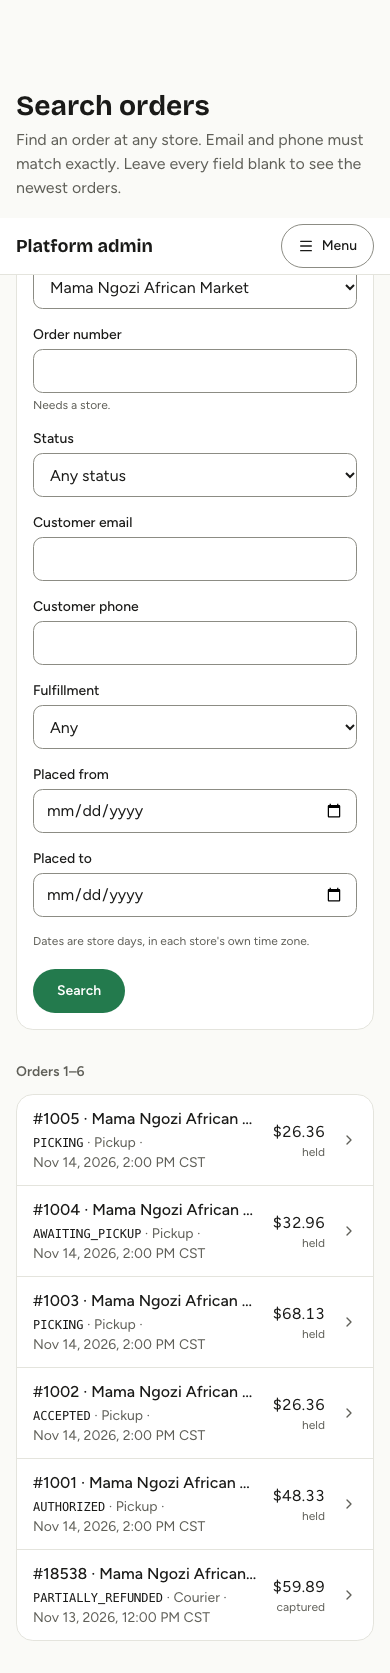 Search orders
Find an order at any store. Email and phone must
match exactly. Leave every field blank to see the
newest orders.
Platform admin
Menu
Mama Ngozi African Market
Order number
Needs a store.
Status
Any status
Customer email
Customer phone
Fulfillment
Any
Placed from
mm/dd/yyyy
Placed to
mm/dd/yyyy
Dates are store days, in each store's own time zone.
Search
Orders 1–6
#1005 · Mama Ngozi African ...
$26.36
PICKING · Pickup ·
held
Nov 14, 2026, 2:00 PM CST
#1004 · Mama Ngozi African ...
$32.96
AWAITING_PICKUP · Pickup ·
held
Nov 14, 2026, 2:00 PM CST
#1003 · Mama Ngozi African ...
$68.13
PICKING · Pickup ·
held
Nov 14, 2026, 2:00 PM CST
#1002 · Mama Ngozi African ...
$26.36
ACCEPTED · Pickup ·
held
Nov 14, 2026, 2:00 PM CST
#1001 · Mama Ngozi African ...
$48.33
AUTHORIZED · Pickup ·
held
Nov 14, 2026, 2:00 PM CST
#18538 · Mama Ngozi African...
$59.89
PARTIALLY_REFUNDED · Courier ·
captured
Nov 13, 2026, 12:00 PM CST